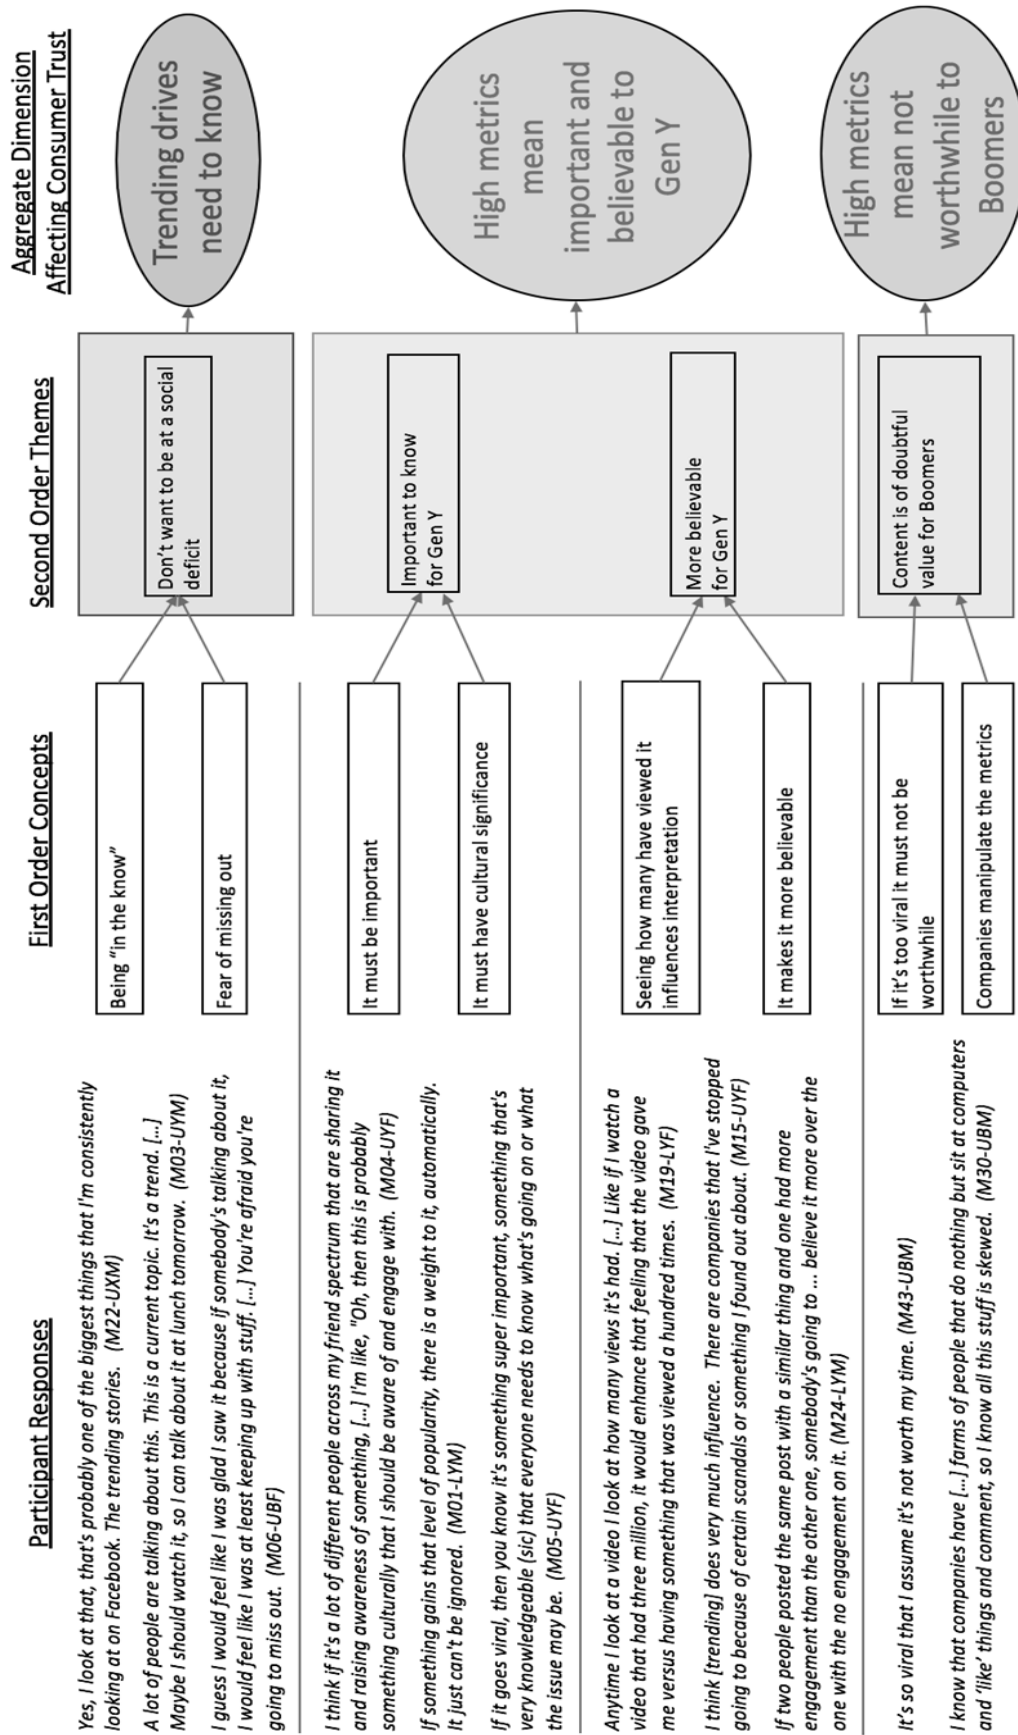 Participant Responses
First Order Concepts
Second Order Themes
Aggregate Dimension
Affecting Consumer Trust
Yes, I look at that, that's probably one of the biggest things that I'm consistently
looking at on Facebook. The trending stories.  (M22-UXM)
A lot of people are talking about this. This is a current topic. It's a trend. [...]
Maybe I should watch it, so I can talk about it at lunch tomorrow.  (M03-UYM)
I guess I would feel like I was glad I saw it because if somebody's talking about it,
I would feel like I was at least keeping up with stuff. [...] You're afraid you're
going to miss out.  (M06-UBF)
Being "in the know"
Fear of missing out
Don't want to be at a social
deficit
Trending drives
need to know
I think if it's a lot of different people across my friend spectrum that are sharing it
and raising awareness of something, [...] I'm like, "Oh, then this is probably
something culturally that I should be aware of and engage with.  (M04-UYF)
If something gains that level of popularity, there is a weight to it, automatically.
It just can't be ignored.  (M01-LYM)
If it goes viral, then you know it's something super important, something that's
very knowledgeable (sic) that everyone needs to know what's going on or what
the issue may be.  (M05-UYF)
It must be important
It must have cultural significance
Important to know
for Gen Y
Anytime I look at a video I look at how many views it's had. [...] Like if I watch a
video that had three million, it would enhance that feeling that the video gave
me versus having something that was viewed a hundred times.  (M19-LYF)
I think [trending] does very much influence.  There are companies that I've stopped
going to because of certain scandals or something I found out about. (M15-UYF)
If two people posted the same post with a similar thing and one had more
engagement than the other one, somebody's going to ... believe it more over the
one with the no engagement on it. (M24-LYM)
Seeing how many have viewed it
influences interpretation
It makes it more believable
More believable
for Gen Y
High metrics
mean
important and
believable to
Gen Y
It's so viral that I assume it's not worth my time. (M43-UBM)
I know that companies have [...] farms of people that do nothing but sit at computers
and 'like' things and comment, so I know all this stuff is skewed.  (M30-UBM)
If it's too viral it must not be
worthwhile
Companies manipulate the metrics
Content is of doubtful
value for Boomers
High metrics
mean not
worthwhile to
Boomers